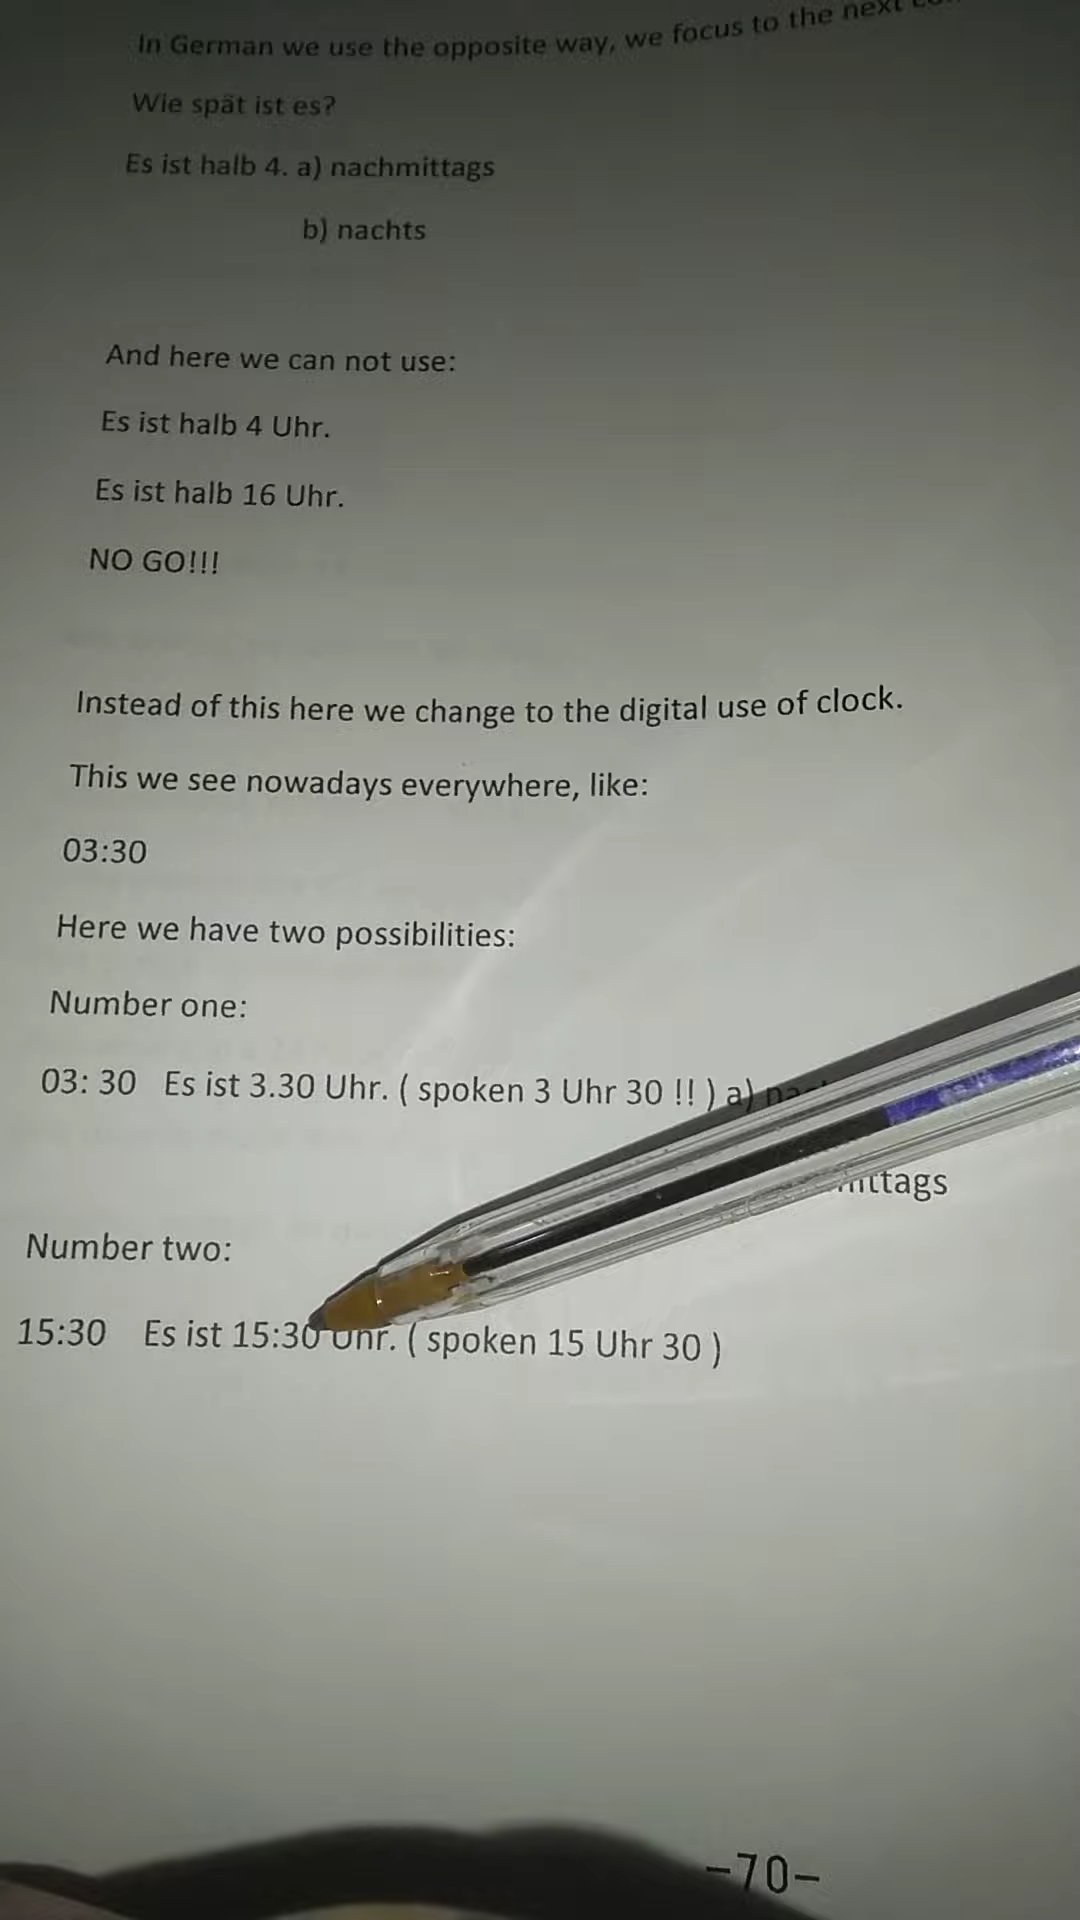 In German we use the opposite way, we focus to the next
Wie spät ist es?
Es ist halb 4. a) nachmittags
b) nachts
And here we can not use:
Es ist halb 4 Uhr.
Es ist halb 16 Uhr.
NO GO!!!
Instead of this here we change to the digital use of clock.
This we see nowadays everywhere, like:
03:30
Here we have two possibilities:
Number one:
03: 30 Es ist 3.30 Uhr. ( spoken 3 Uhr 30 !! ) a)
Number two:
15:30 Es ist 15:30 Uhr. ( spoken 15 Uhr 30 )
-70-